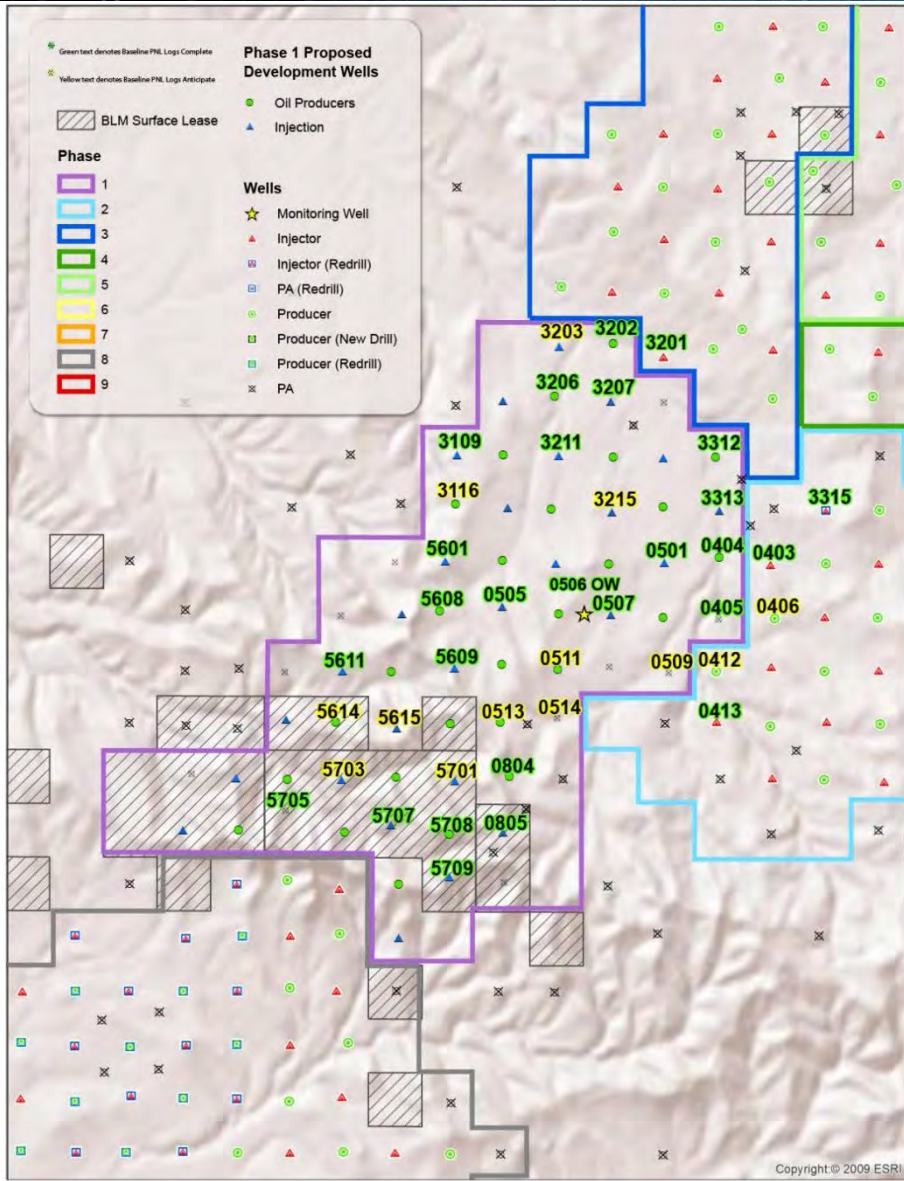 Green text denotes Baseline PNL Logs Complete
Yellow text denotes Baseline PNL Logs Anticipate
BLM Surface Lease
Phase
1
2
3
4
5
6
7
8
9
Phase 1 Proposed
Development Wells
Oil Producers
Injection
Wells
Monitoring Well
Injector
Injector (Redrill)
PA (Redrill)
Producer
Producer (New Drill)
Producer (Redrill)
PA
3203 3202
3201
3206 3207
3109 3211 3312
3116 3215 3313 3315
5601 0501 0404 0403
0506 OW
5608 0505 0507 0405 0406
5611 5609 0511 0509 0412
5614 5615 0513 0514 0413
5703 5701 0804
5705 5707 5708 0805
5709
Copyright:© 2009 ESRI